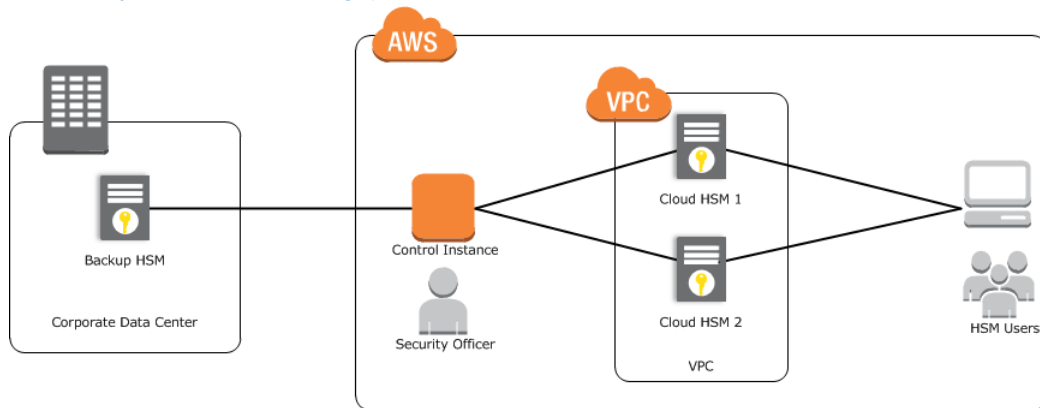 AWS
VPC
Cloud HSM 1
Backup HSM
Control Instance
Cloud HSM 2
Corporate Data Center
Security Officer
HSM Users
VPC